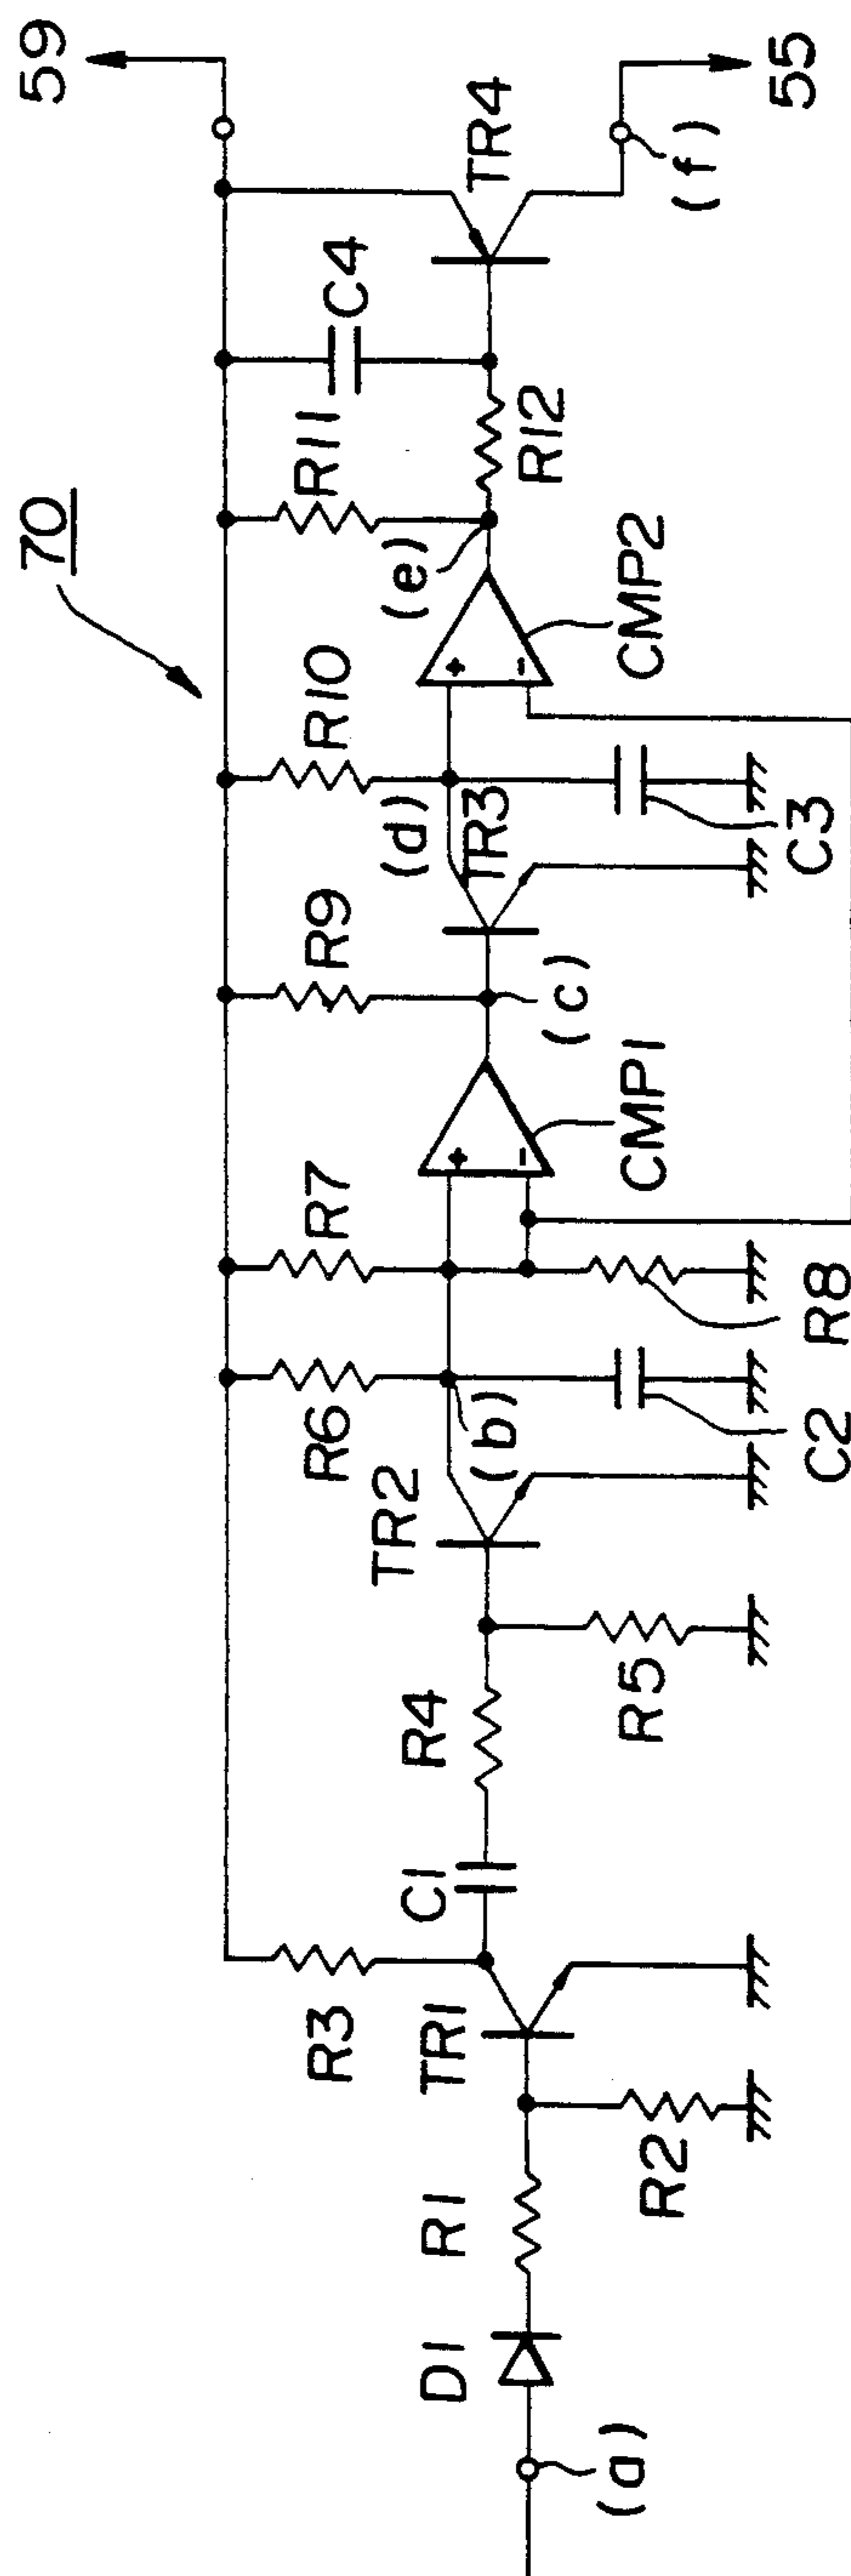 70
59
R3
R6
R7
R9
R10
R11
C4
TR4
(a)
D1
R1
R2
TR1
C1
R4
R5
TR2
(b)
C2
R8
+
-
CMP1
(c)
TR3
(d)
C3
+
-
CMP2
(e)
R12
(f)
55